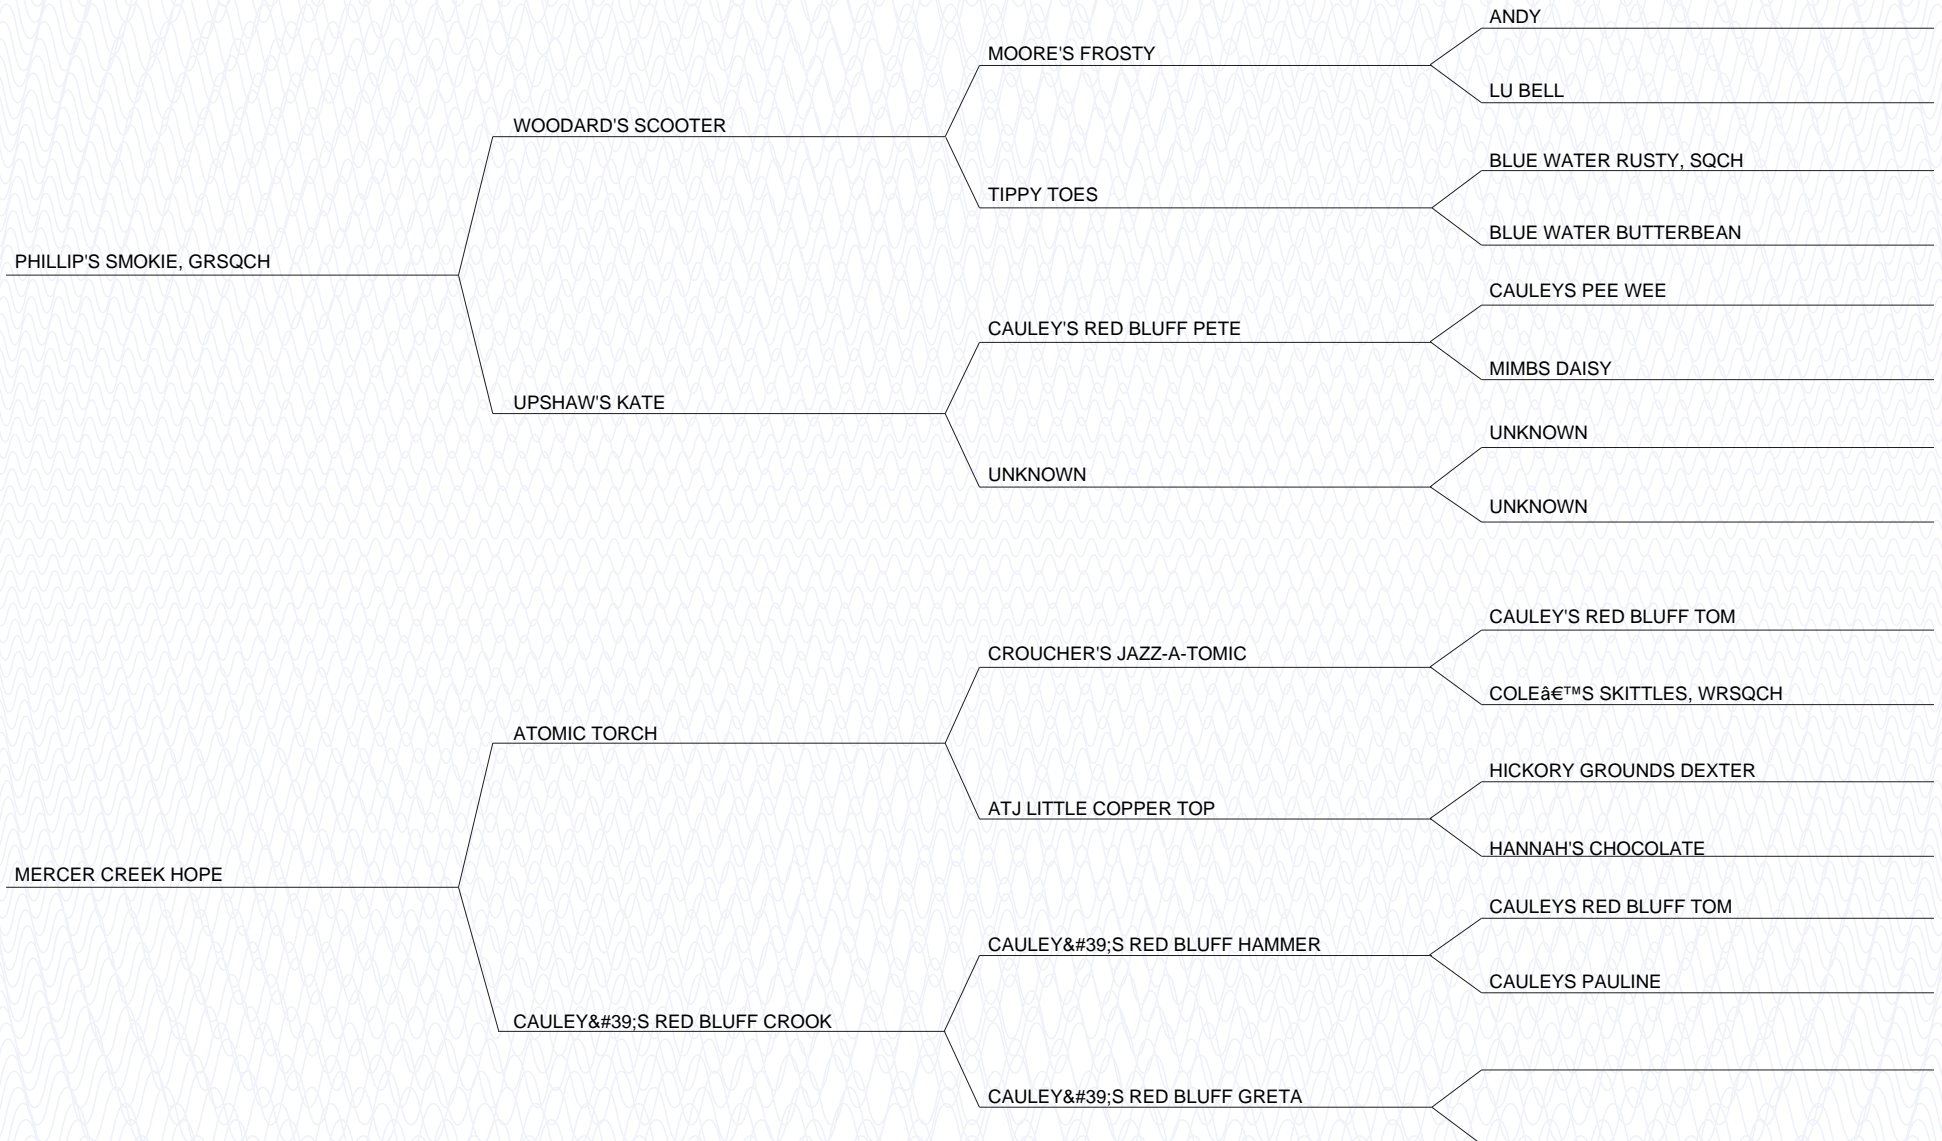 ANDY
MOORE'S FROSTY
LU BELL
WOODARD'S SCOOTER
BLUE WATER RUSTY, SQCH
TIPPY TOES
BLUE WATER BUTTERBEAN
PHILLIP'S SMOKIE, GRSQCH
CAULEYS PEE WEE
CAULEY'S RED BLUFF PETE
MIMBS DAISY
UPSHAW'S KATE
UNKNOWN
UNKNOWN
UNKNOWN
CAULEY'S RED BLUFF TOM
CROUCHER'S JAZZ-A-TOMIC
COLEâ€™S SKITTLES, WRSQCH
ATOMIC TORCH
HICKORY GROUNDS DEXTER
ATJ LITTLE COPPER TOP
HANNAH'S CHOCOLATE
MERCER CREEK HOPE
CAULEYS RED BLUFF TOM
CAULEY&#39;S RED BLUFF HAMMER
CAULEYS PAULINE
CAULEY&#39;S RED BLUFF CROOK
CAULEY&#39;S RED BLUFF GRETA